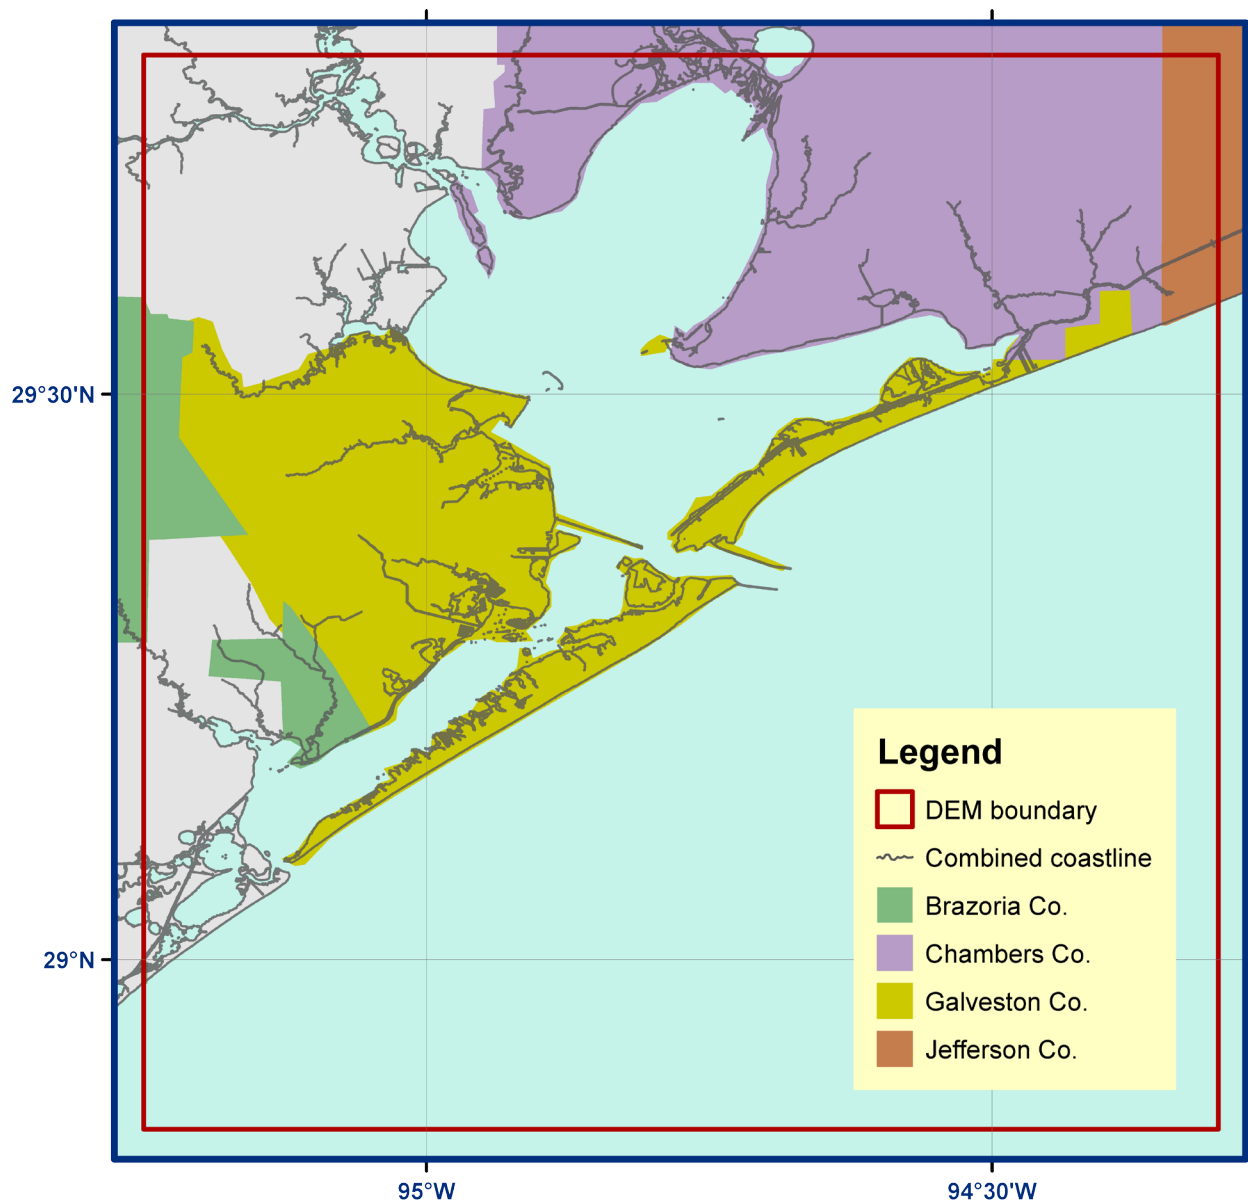 29°30'N
29°N
Legend
DEM boundary
Combined coastline
Brazoria Co.
Chambers Co.
Galveston Co.
Jefferson Co.
95°W
94°30'W